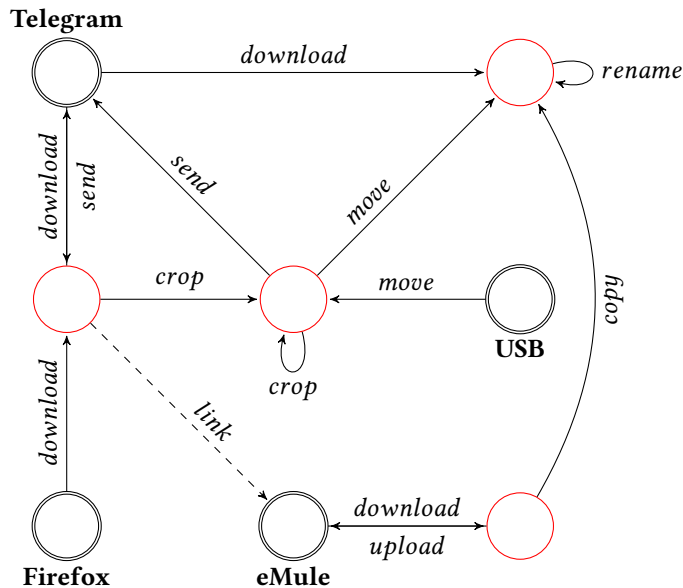 Telegram
download
rename
download
send
send
move
crop
move
copy
USB
crop
download
link
download
upload
Firefox
eMule